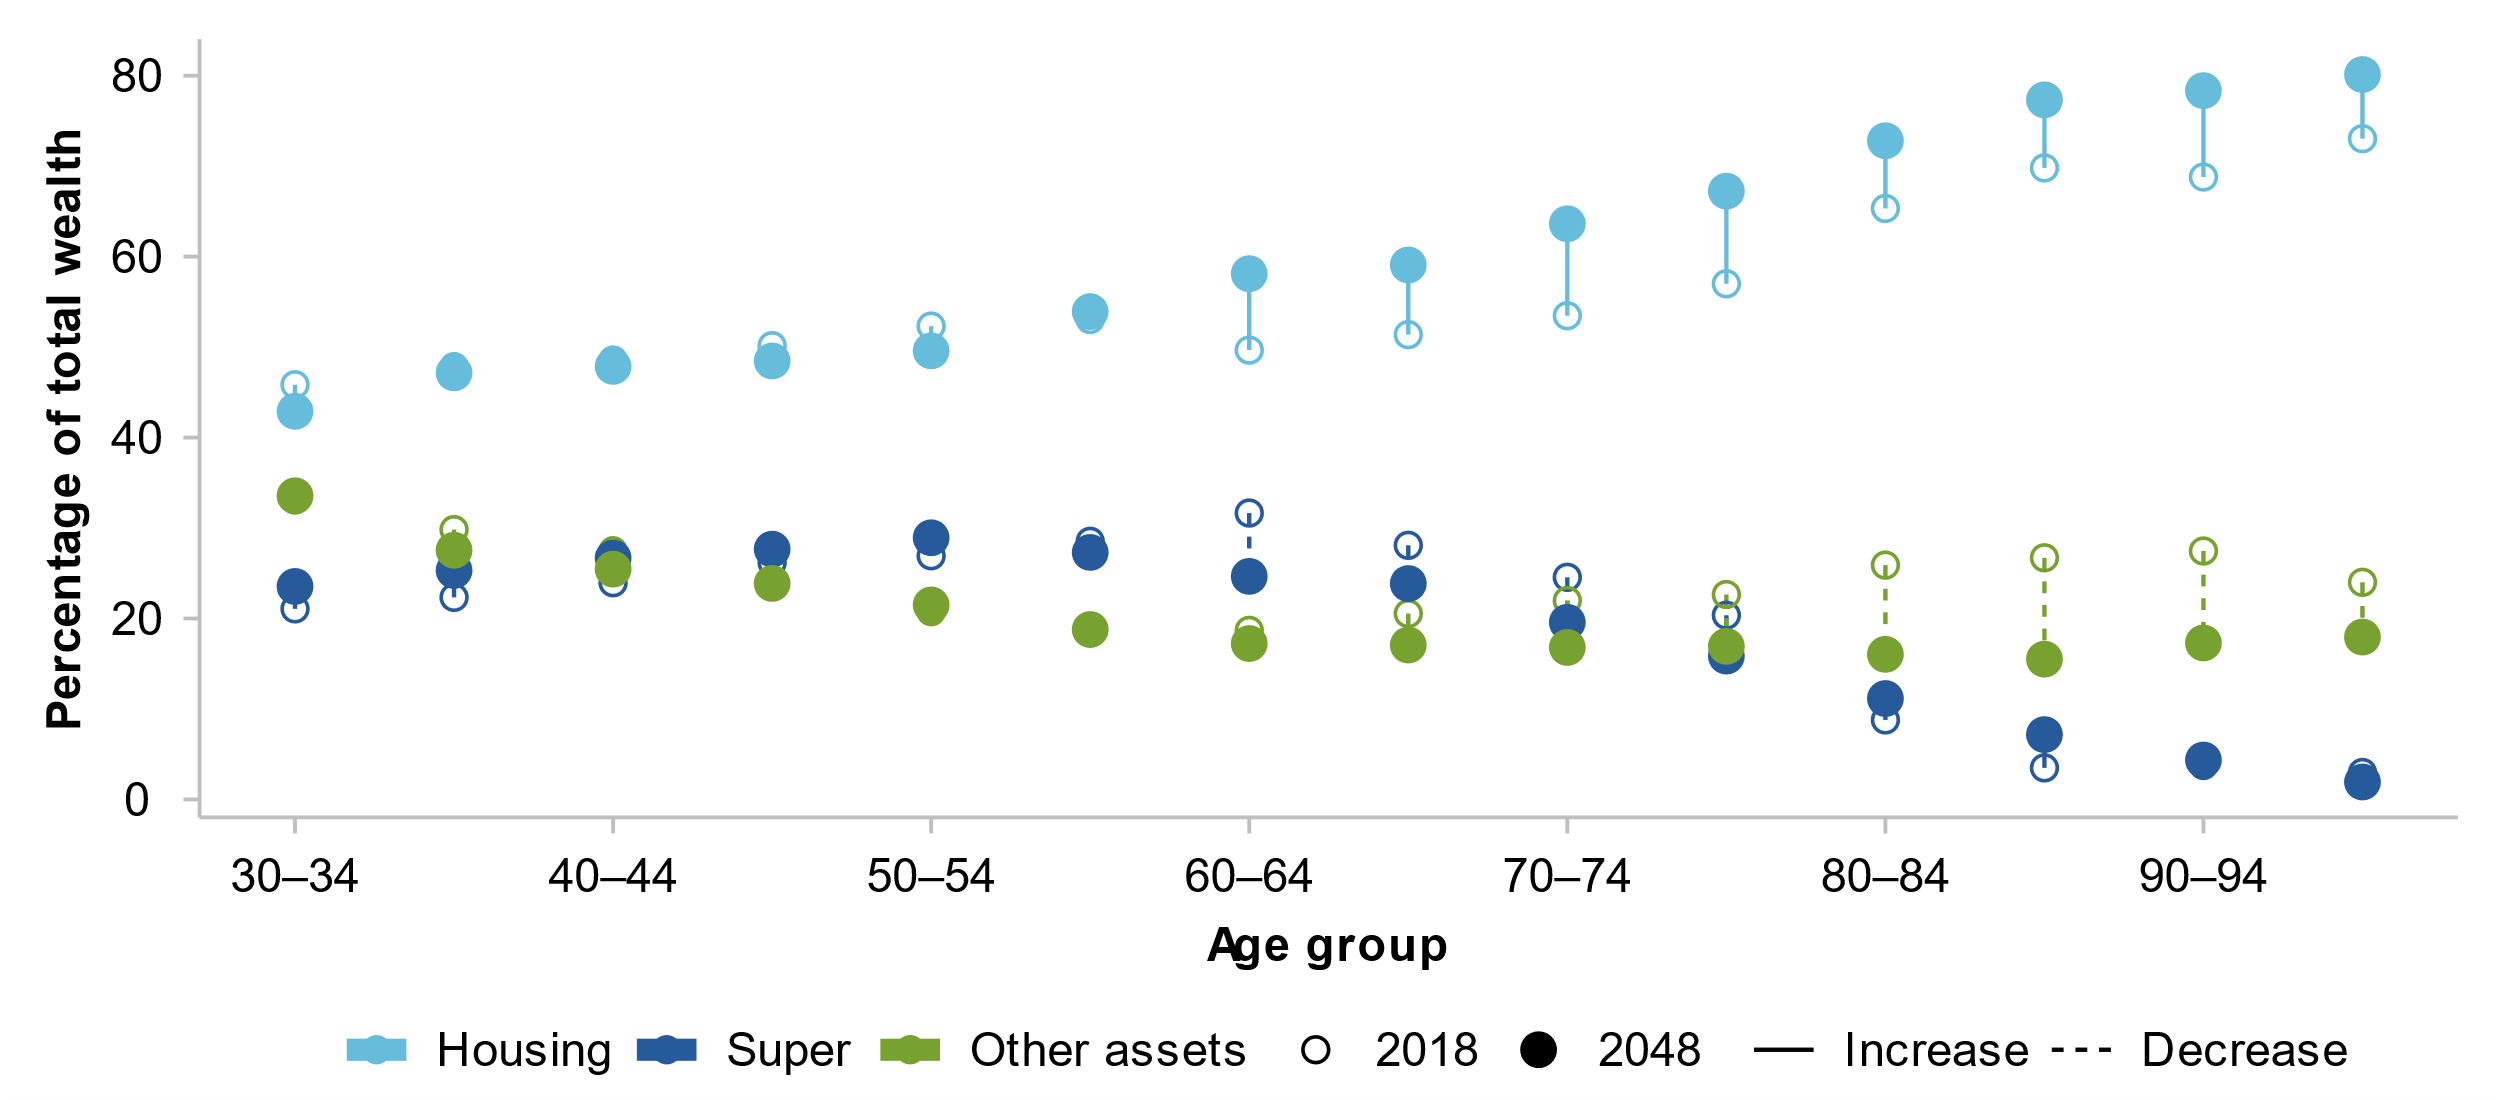 Percentage of total wealth
80
60
40
20
0
30–34 40–44 50–54 60–64 70–74 80–84 90–94
Age group
Housing Super Other assets 2018 2048 Increase Decrease